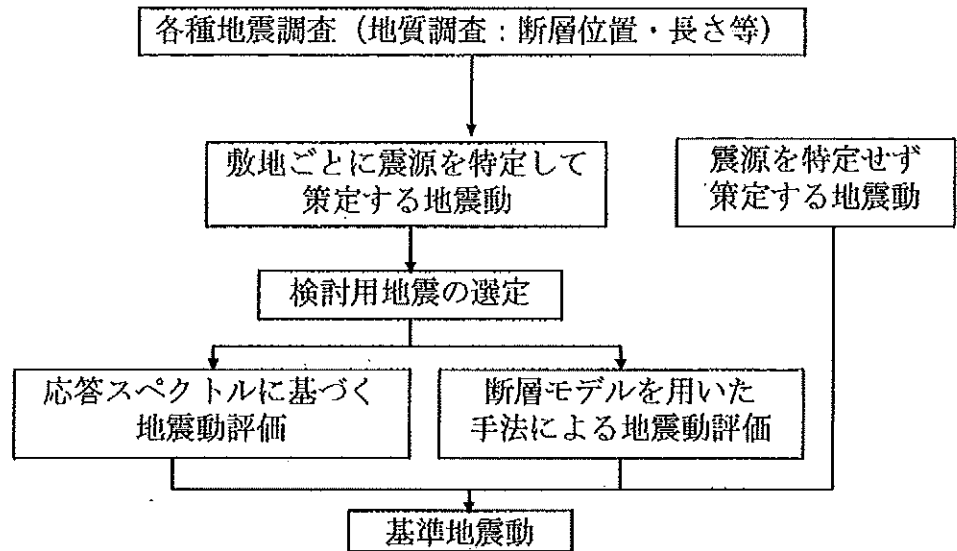 各種地震調査（地質調査：断層位置・長さ等）
敷地ごとに震源を特定して
策定する地震動
震源を特定せず
策定する地震動
検討用地震の選定
応答スペクトルに基づく
地震動評価
断層モデルを用いた
手法による地震動評価
基準地震動